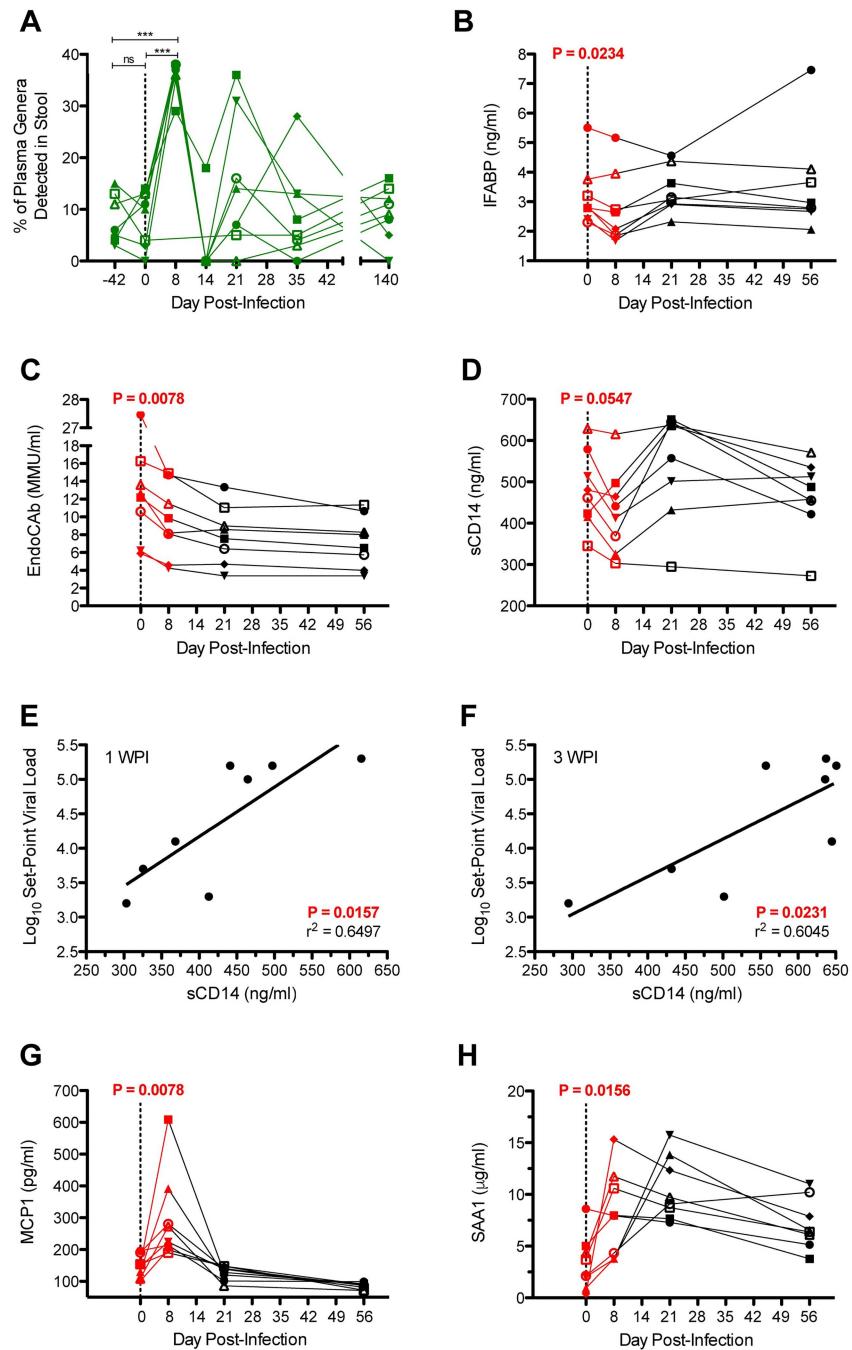 A
***
ns
***
% of Plasma Genera
Detected in Stool
40
30
20
10
0
-42 0 8 14 21 35 42 140
Day Post-Infection
B
P = 0.0234
IFABP (ng/ml)
8
7
6
5
4
3
2
1
0 7 14 21 28 35 42 49 56
Day Post-Infection
C
P = 0.0078
EndoCAb (MMU/ml)
28
27
16
14
12
10
8
6
4
2
0
0 8 14 21 28 35 42 49 56
Day Post-Infection
D
P = 0.0547
sCD14 (ng/ml)
700
600
500
400
300
200
0 8 14 21 28 35 42 49 56
Day Post-Infection
E
1 WPI
Log10 Set-Point Viral Load
5.5
5.0
4.5
4.0
3.5
3.0
2.5
P = 0.0157
r² = 0.6497
250 300 350 400 450 500 550 600 650
sCD14 (ng/ml)
F
3 WPI
Log10 Set-Point Viral Load
5.5
5.0
4.5
4.0
3.5
3.0
2.5
P = 0.0231
r² = 0.6045
250 300 350 400 450 500 550 600 650
sCD14 (ng/ml)
G
P = 0.0078
MCP1 (pg/ml)
700
600
500
400
300
200
100
0 8 14 21 28 35 42 49 56
Day Post-Infection
H
P = 0.0156
SAA1 (μg/ml)
20
15
10
5
0
0 8 14 21 28 35 42 49 56
Day Post-Infection